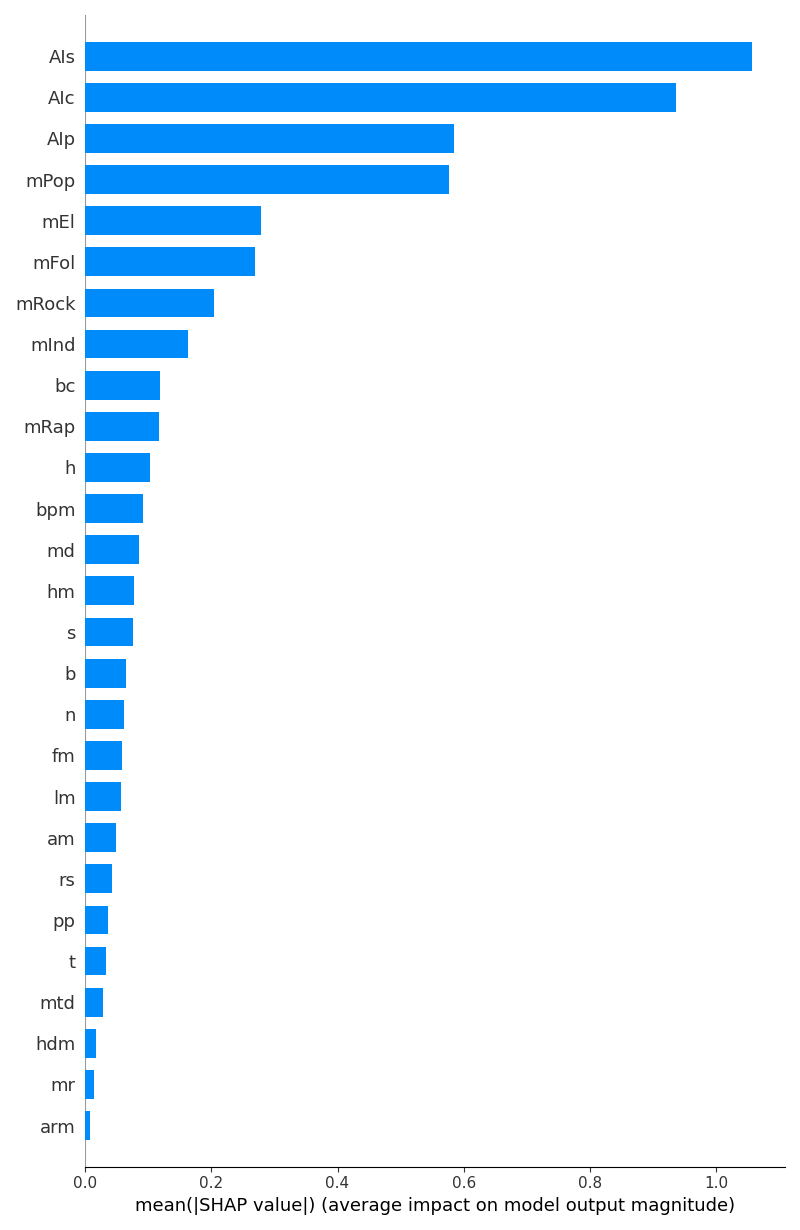 AIs
AIc
AIp
mPop
mEl
mFol
mRock
mInd
bc
mRap
h
bpm
md
hm
s
b
n
fm
lm
am
rs
pp
t
mtd
hdm
mr
arm
0.0 0.2 0.4 0.6 0.8 1.0
mean(|SHAP value|) (average impact on model output magnitude)